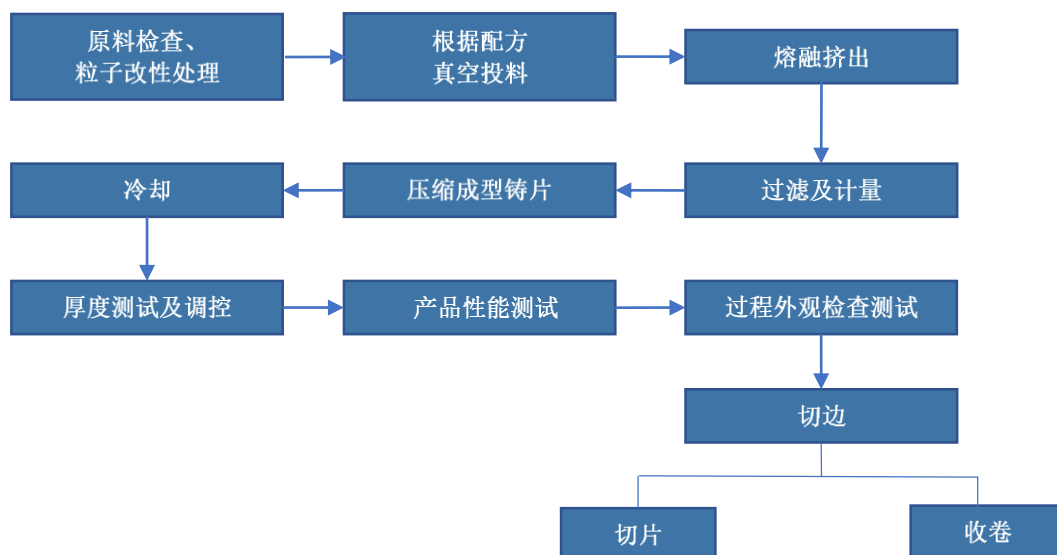 原料检查、
粒子改性处理
根据配方
真空投料
熔融挤出
过滤及计量
压缩成型铸片
冷却
厚度测试及调控
产品性能测试
过程外观检查测试
切边
切片
收卷